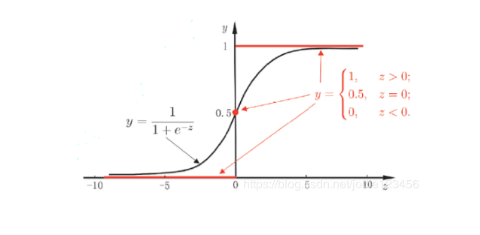 y
1
y = { 1, z > 0;
0.5, z = 0;
0, z < 0.
0.5
y = 1 / (1 + e^{-z})
-10 -5 0 5 10 z